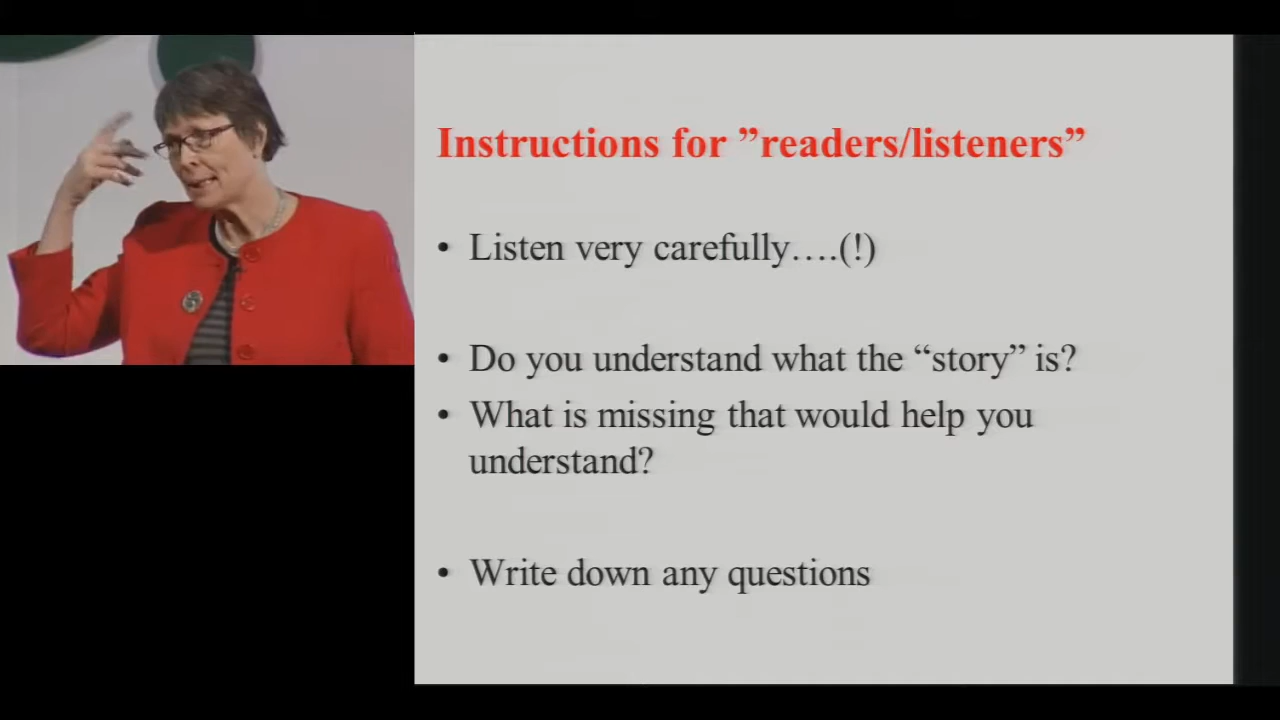 Instructions for ”readers/listeners”
• Listen very carefully….(!)
• Do you understand what the “story” is?
• What is missing that would help you
understand?
• Write down any questions